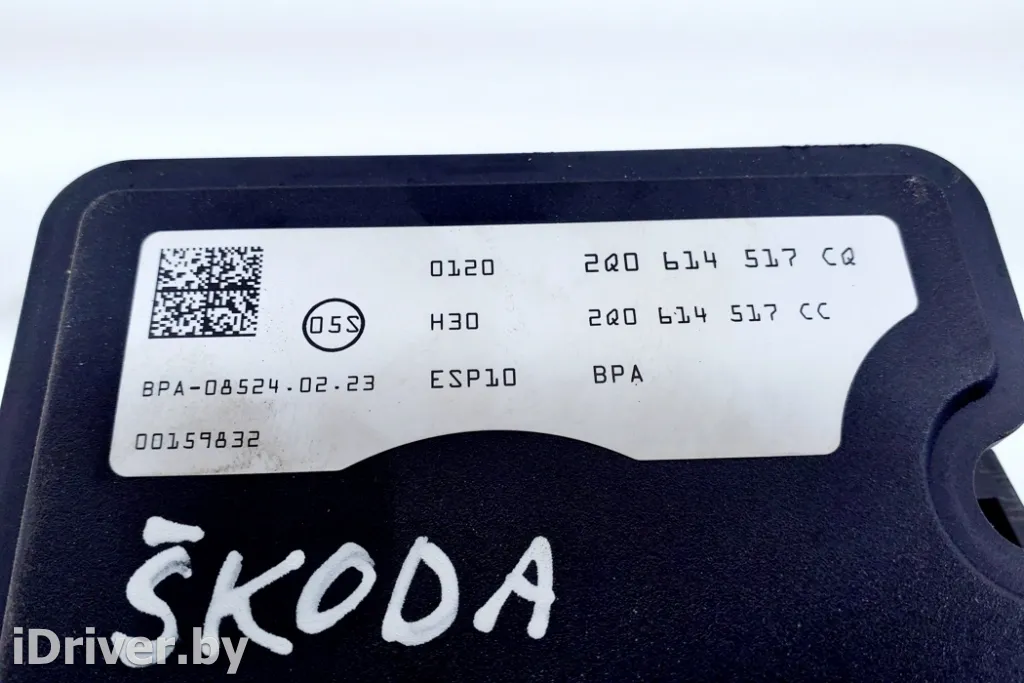 0120 2Q0 614 517 CQ
05S H30 2Q0 614 517 CC
BPA-08524.02.23 ESP10 BPA
00159832
ŠKODA
iDriver.by